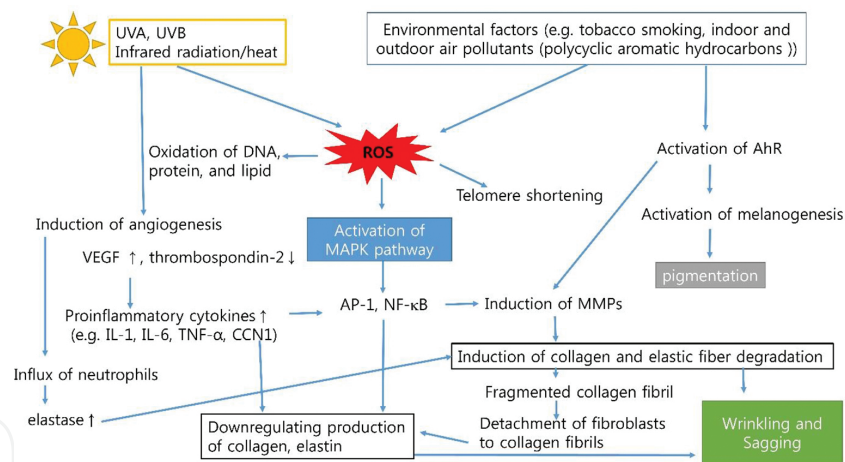 UVA, UVB
Infrared radiation/heat
Environmental factors (e.g. tobacco smoking, indoor and
outdoor air pollutants (polycyclic aromatic hydrocarbons ))
ROS
Oxidation of DNA,
protein, and lipid
Activation of AhR
Telomere shortening
Induction of angiogenesis
Activation of
MAPK pathway
Activation of melanogenesis
VEGF ↑, thrombospondin-2↓
pigmentation
Proinflammatory cytokines↑
(e.g. IL-1, IL-6, TNF-α, CCN1)
AP-1, NF-κB
Induction of MMPs
Induction of collagen and elastic fiber degradation
Influx of neutrophils
Fragmented collagen fibril
elastase↑
Downregulating production
of collagen, elastin
Detachment of fibroblasts
to collagen fibrils
Wrinkling and
Sagging